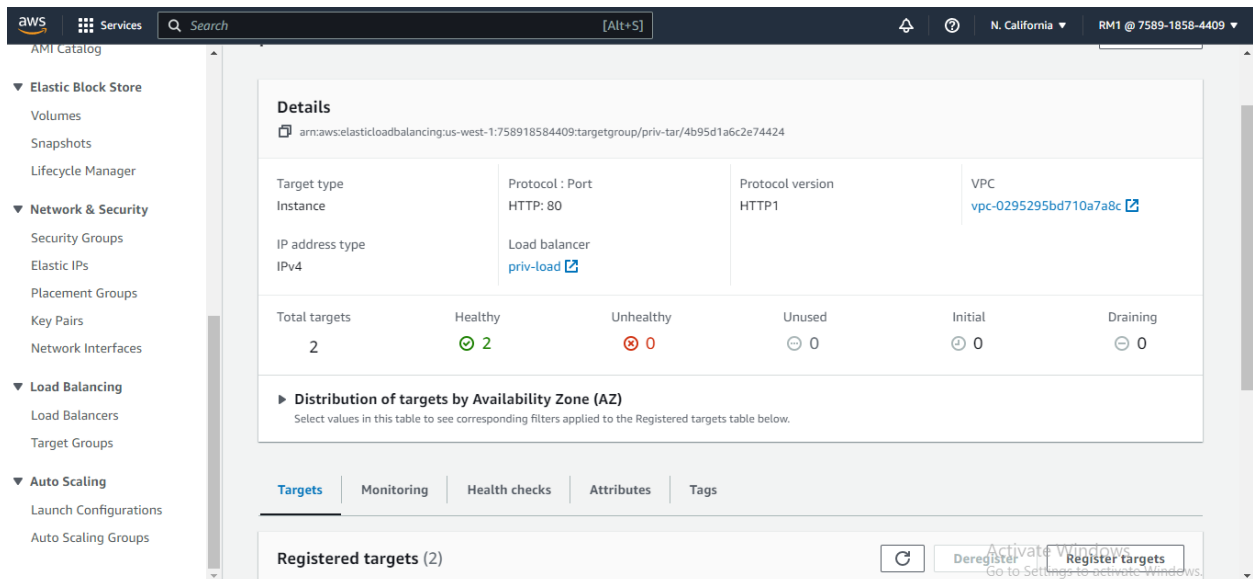 aws
Services
Search
[Alt+S]
N. California ▼
RM1 @ 7589-1858-4409 ▼
AMI Catalog
▼ Elastic Block Store
Volumes
Snapshots
Lifecycle Manager
▼ Network & Security
Security Groups
Elastic IPs
Placement Groups
Key Pairs
Network Interfaces
▼ Load Balancing
Load Balancers
Target Groups
▼ Auto Scaling
Launch Configurations
Auto Scaling Groups
Details
arn:aws:elasticloadbalancing:us-west-1:758918584409:targetgroup/priv-tar/4b95d1a6c2e74424
Target type
Instance
Protocol : Port
HTTP: 80
Protocol version
HTTP1
VPC
vpc-0295295bd710a7a8c
IP address type
IPv4
Load balancer
priv-load
Total targets
2
Healthy
2
Unhealthy
0
Unused
0
Initial
0
Draining
0
▶ Distribution of targets by Availability Zone (AZ)
Select values in this table to see corresponding filters applied to the Registered targets table below.
Targets
Monitoring
Health checks
Attributes
Tags
Registered targets (2)
Deregister
Register targets
Activate Windows
Go to Settings to activate Windows.